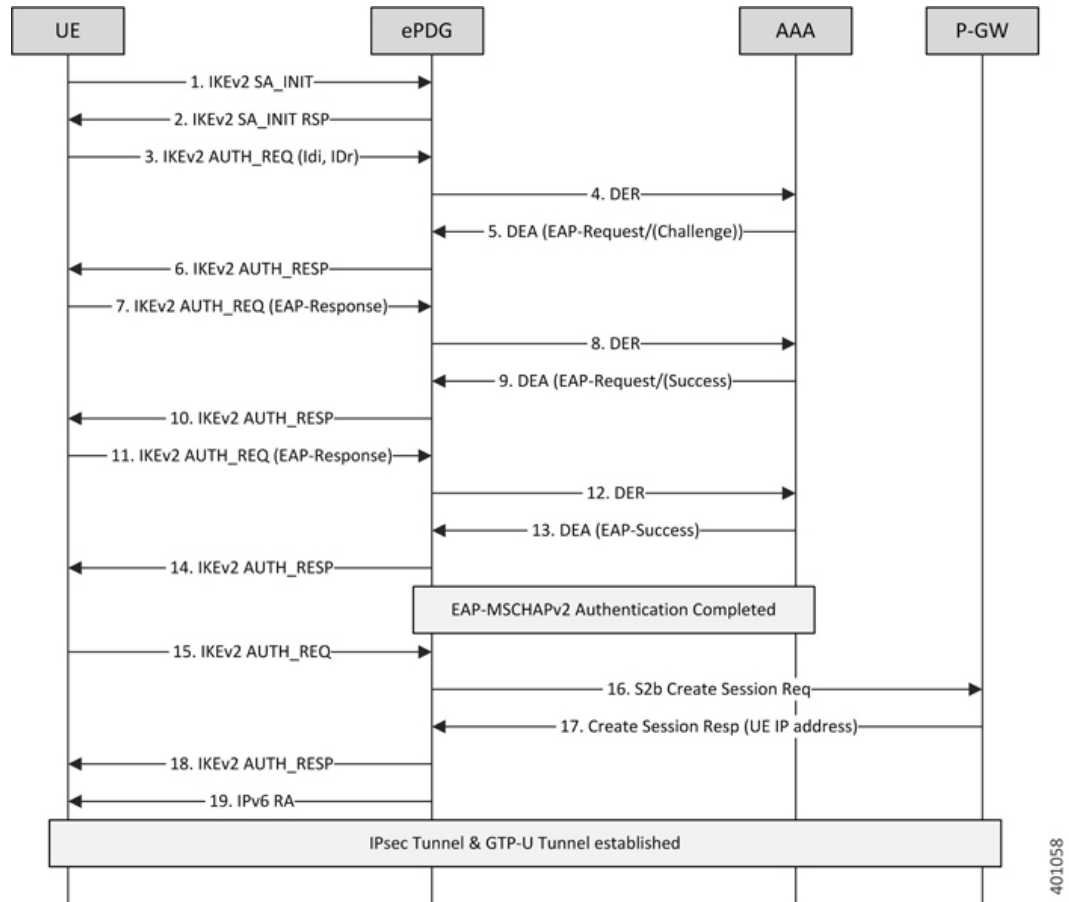 UE
ePDG
AAA
P-GW
1. IKEv2 SA_INIT
2. IKEv2 SA_INIT RSP
3. IKEv2 AUTH_REQ (Idi, IDr)
4. DER
5. DEA (EAP-Request/(Challenge))
6. IKEv2 AUTH_RESP
7. IKEv2 AUTH_REQ (EAP-Response)
8. DER
9. DEA (EAP-Request/(Success)
10. IKEv2 AUTH_RESP
11. IKEv2 AUTH_REQ (EAP-Response)
12. DER
13. DEA (EAP-Success)
14. IKEv2 AUTH_RESP
EAP-MSCHAPv2 Authentication Completed
15. IKEv2 AUTH_REQ
16. S2b Create Session Req
17. Create Session Resp (UE IP address)
18. IKEv2 AUTH_RESP
19. IPv6 RA
IPsec Tunnel & GTP-U Tunnel established
401058